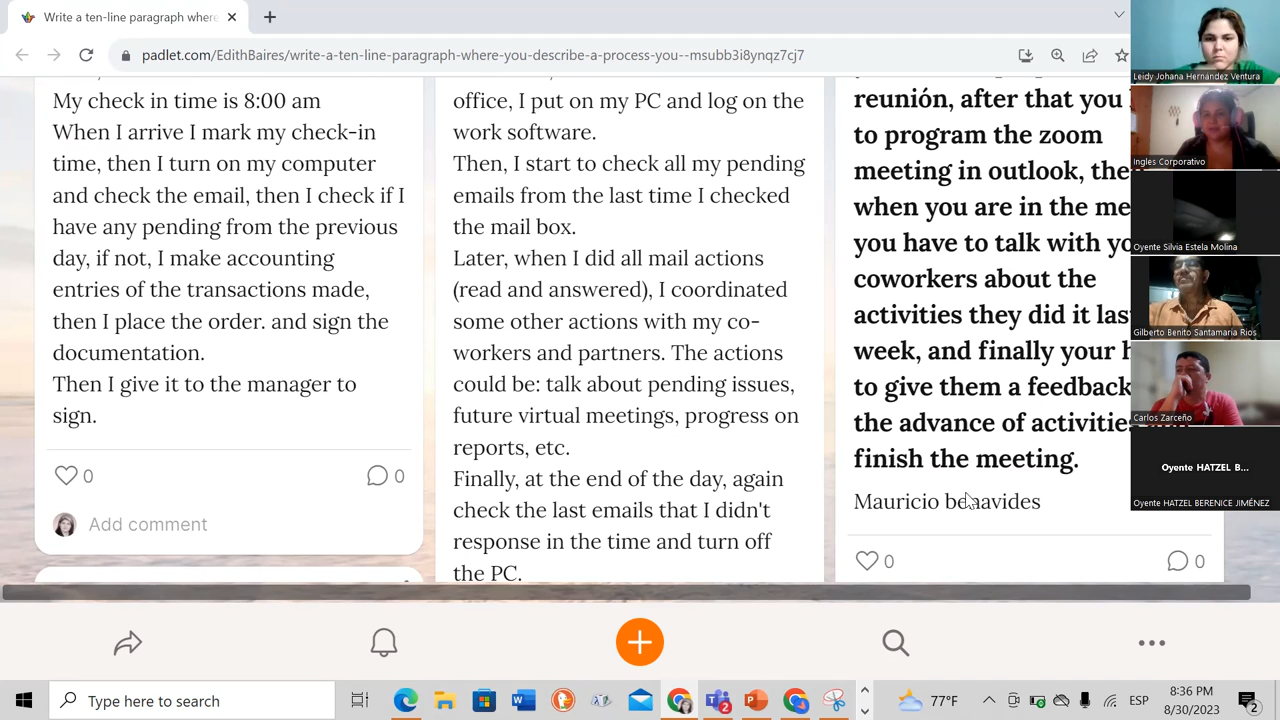 Write a ten-line paragraph where
padlet.com/EdithBaires/write-a-ten-line-paragraph-where-you-describe-a-process-you--msubb3i8ynqz7cj7
My check in time is 8:00 am
When I arrive I mark my check-in
time, then I turn on my computer
and check the email, then I check if I
have any pending from the previous
day, if not, I make accounting
entries of the transactions made,
then I place the order. and sign the
documentation.
Then I give it to the manager to
sign.
0
0
Add comment
office, I put on my PC and log on the
work software.
Then, I start to check all my pending
emails from the last time I checked
the mail box.
Later, when I did all mail actions
(read and answered), I coordinated
some other actions with my co-
workers and partners. The actions
could be: talk about pending issues,
future virtual meetings, progress on
reports, etc.
Finally, at the end of the day, again
check the last emails that I didn't
response in the time and turn off
the PC.
reunión, after that you
to program the zoom
meeting in outlook, the
when you are in the me
you have to talk with yo
coworkers about the
activities they did it las
week, and finally your h
to give them a feedback
the advance of activities
finish the meeting.
Mauricio benavides
0
0
Leidy Johana Hernández Ventura
Ingles Corporativo
Oyente Silvia Estela Molina
Gilberto Benito Santamaría Rios
Carlos Zarceño
Oyente HATZEL B...
Oyente HATZEL BERENICE JIMÉNEZ
Type here to search
2
77°F
ESP
8:36 PM
8/30/2023
2